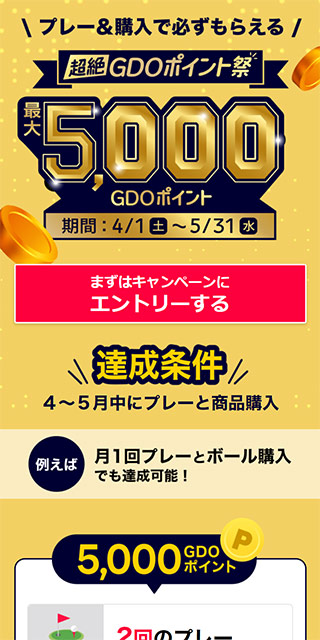 \ プレー&購入で必ずもらえる /
超絶GDOポイント祭
最大
5,000
GDOポイント
期間:4/1土〜5/31水
まずはキャンペーンに
エントリーする
達成条件
4〜5月中にプレーと商品購入
例えば
月1回プレーとボール購入
でも達成可能!
P
5,000 GDO
ポイント
2回のプレー